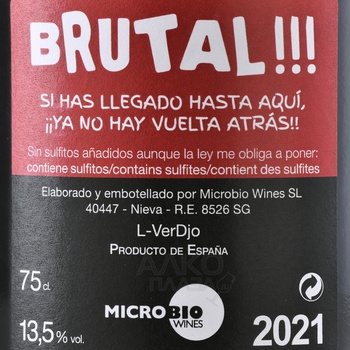 BRUTAL!!!
SI HAS LLEGADO HASTA AQUÍ,
¡¡YA NO HAY VUELTA ATRÁS!!
Sin sulfitos añadidos aunque la ley me obliga a poner:
contiene sulfitos/contains sulfites/contient des sulfites
Elaborado y embotellado por Microbio Wines SL
40447 - Nieva - R.E. 8526 SG
L-VerDjo
PRODUCTO DE ESPAÑA
75 cl.
MICROBIO
WINES
13,5% vol.
2021